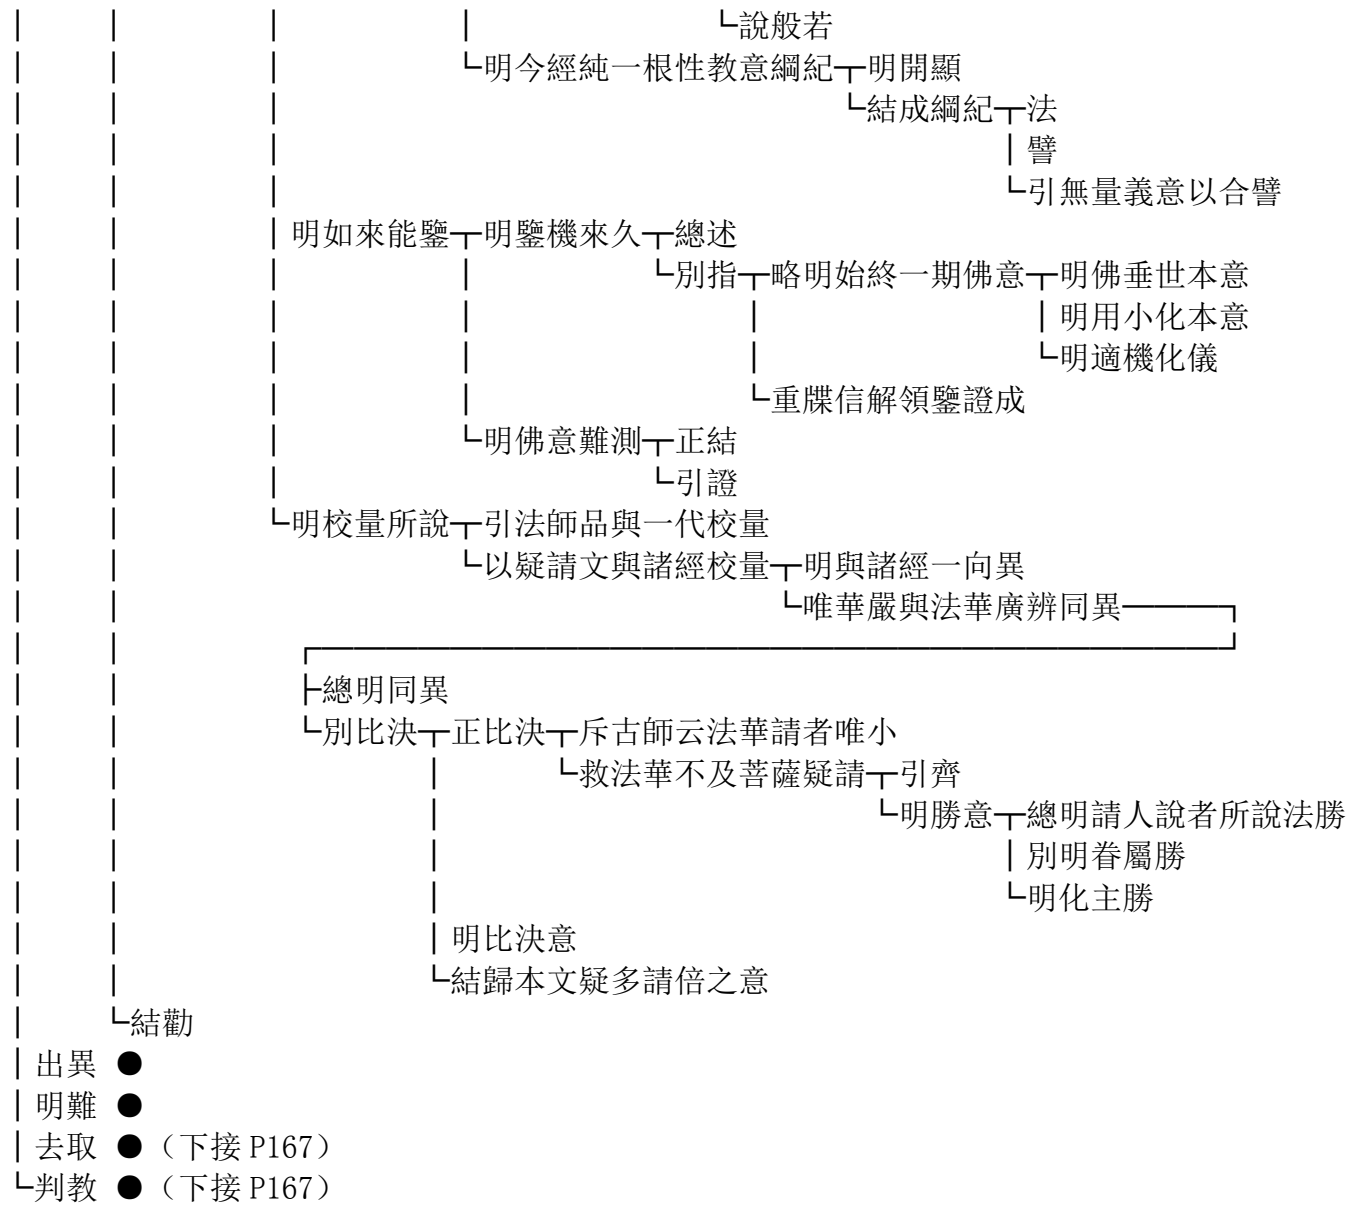 說般若
明今經純一根性教意綱紀 明開顯
結成綱紀 法
譬
引無量義意以合譬
明如來能鑒 明鑒機來久 總述
別指 略明始終一期佛意 明佛垂世本意
明用小化本意
明適機化儀
重牒信解領鑒證成
明佛意難測 正結
引證
明校量所說 引法師品與一代校量
以疑請文與諸經校量 明與諸經一向異
唯華嚴與法華廣辨同異
總明同異
別比決 正比決 斥古師云法華請者唯小
救法華不及菩薩疑請 引齊
明勝意 總明請人說者所說法勝
別明眷屬勝
明化主勝
明比決意
結歸本文疑多請倍之意
結勸
出異 ●
明難 ●
去取 ●（下接 P167）
判教 ●（下接 P167）